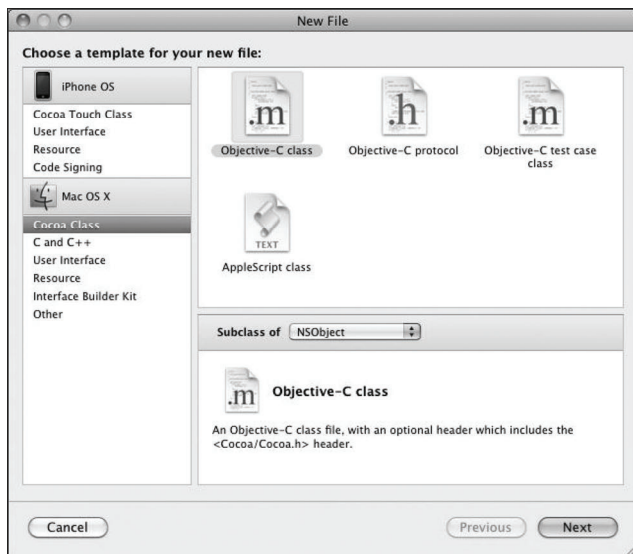 New File
Choose a template for your new file:
iPhone OS
Cocoa Touch Class
User Interface
Resource
Code Signing
Mac OS X
Cocoa Class
C and C++
User Interface
Resource
Interface Builder Kit
Other
.m
Objective-C class
.h
Objective-C protocol
.m
Objective-C test case
class
TEXT
AppleScript class
Subclass of NSObject
.m
Objective-C class
An Objective-C class file, with an optional header which includes the
<Cocoa/Cocoa.h> header.
Cancel
Previous
Next